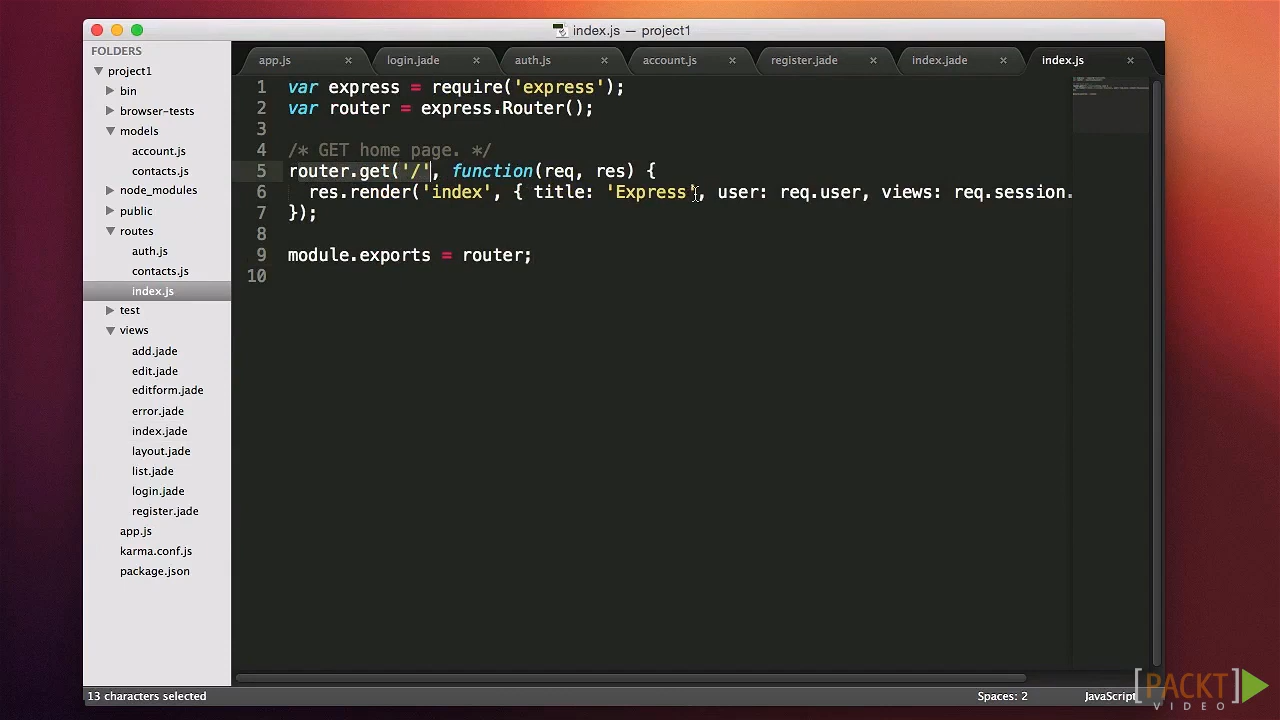 index.js — project1
FOLDERS
project1
bin
browser-tests
models
account.js
contacts.js
node_modules
public
routes
auth.js
contacts.js
index.js
test
views
add.jade
edit.jade
editform.jade
error.jade
index.jade
layout.jade
list.jade
login.jade
register.jade
app.js
karma.conf.js
package.json
app.js × login.jade × auth.js × account.js × register.jade × index.jade × index.js ×
1 var express = require('express');
2 var router = express.Router();
3
4 /* GET home page. */
5 router.get('/', function(req, res) {
6 res.render('index', { title: 'Express', user: req.user, views: req.session.
7 });
8
9 module.exports = router;
10
13 characters selected
Spaces: 2
JavaScript
[PACKT]
VIDEO